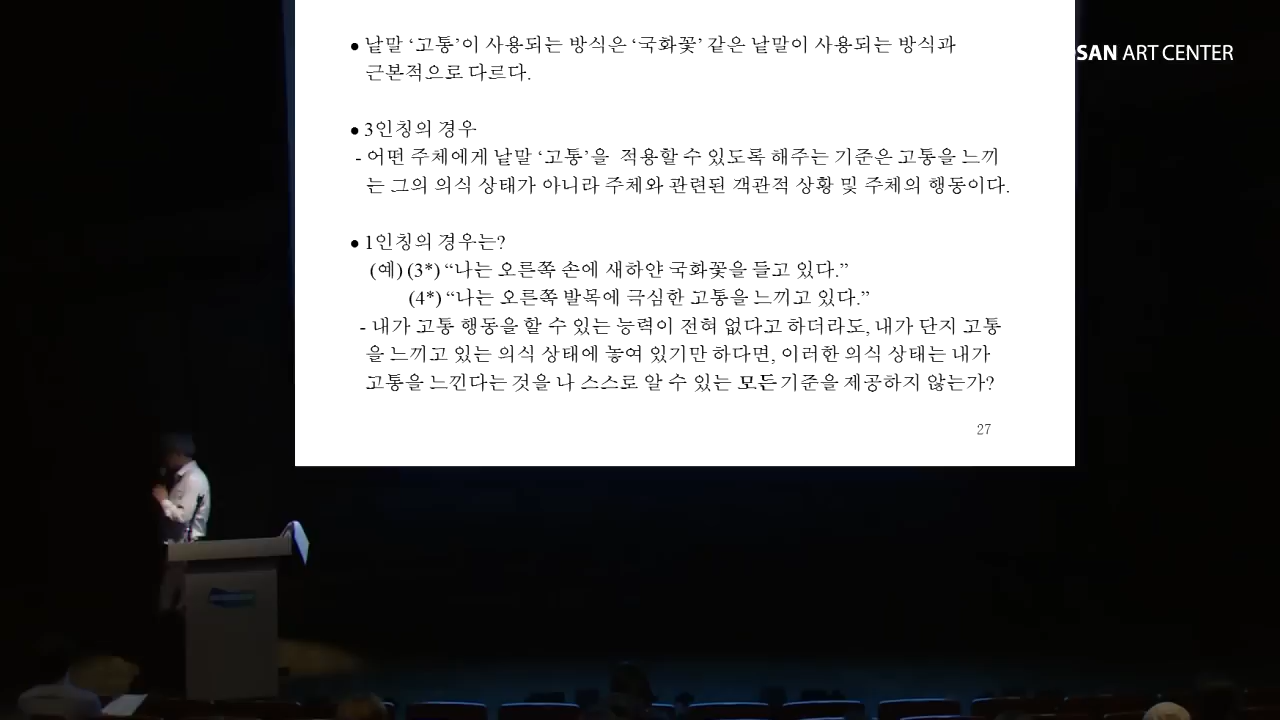 SAN ART CENTER
● 낱말 ‘고통’이 사용되는 방식은 ‘국화꽃’ 같은 낱말이 사용되는 방식과
근본적으로 다르다.
● 3인칭의 경우
- 어떤 주체에게 낱말 ‘고통’을 적용할 수 있도록 해주는 기준은 고통을 느끼
는 그의 의식 상태가 아니라 주체와 관련된 객관적 상황 및 주체의 행동이다.
● 1인칭의 경우는?
(예) (3*) “나는 오른쪽 손에 새하얀 국화꽃을 들고 있다.”
(4*) “나는 오른쪽 발목에 극심한 고통을 느끼고 있다.”
- 내가 고통 행동을 할 수 있는 능력이 전혀 없다고 하더라도, 내가 단지 고통
을 느끼고 있는 의식 상태에 놓여 있기만 하다면, 이러한 의식 상태는 내가
고통을 느낀다는 것을 나 스스로 알 수 있는 모든 기준을 제공하지 않는가?
27